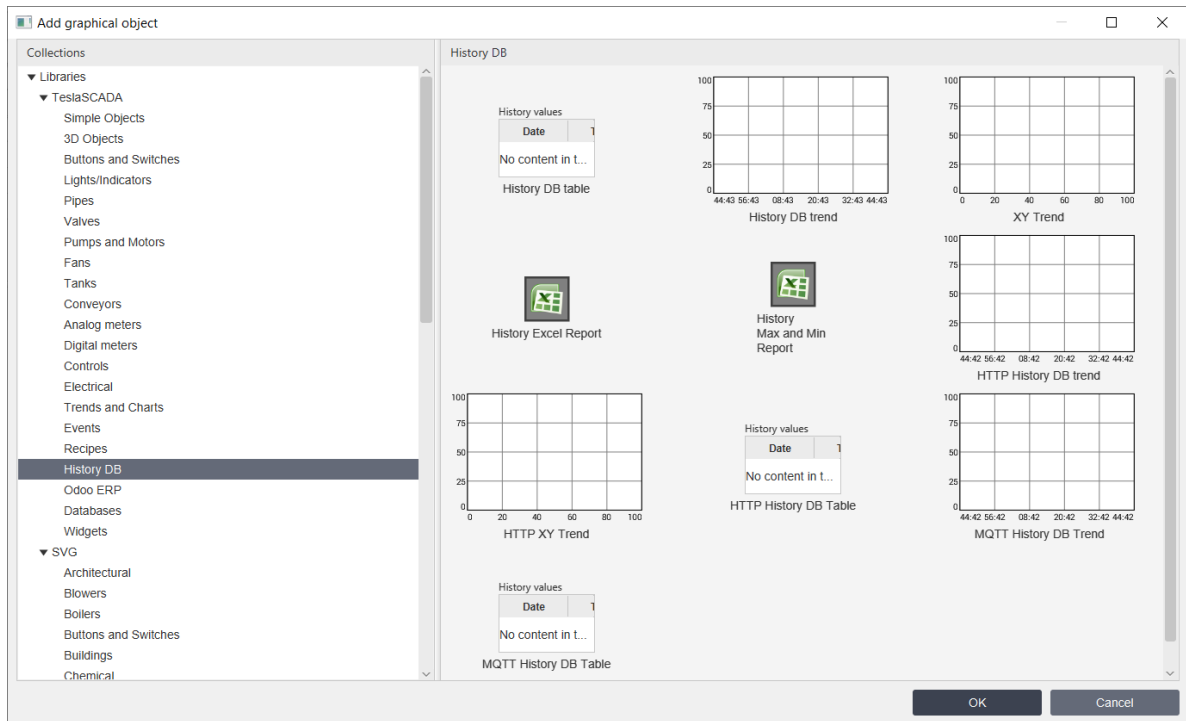 Add graphical object
Collections
Libraries
TeslaSCADA
Simple Objects
3D Objects
Buttons and Switches
Lights/Indicators
Pipes
Valves
Pumps and Motors
Fans
Tanks
Conveyors
Analog meters
Digital meters
Controls
Electrical
Trends and Charts
Events
Recipes
History DB
Odoo ERP
Databases
Widgets
SVG
Architectural
Blowers
Boilers
Buttons and Switches
Buildings
Chemical
History DB
History values
Date T
No content in t...
History DB table
100
75
50
25
0
44:43 56:43 08:43 20:43 32:43 44:43
History DB trend
100
75
50
25
0
0 20 40 60 80 100
XY Trend
History Excel Report
History
Max and Min
Report
100
75
50
25
0
44:42 56:42 08:42 20:42 32:42 44:42
HTTP History DB trend
100
75
50
25
0
0 20 40 60 80 100
HTTP XY Trend
History values
Date T
No content in t...
HTTP History DB Table
100
75
50
25
0
44:42 56:42 08:42 20:42 32:42 44:42
MQTT History DB Trend
History values
Date T
No content in t...
MQTT History DB Table
OK
Cancel